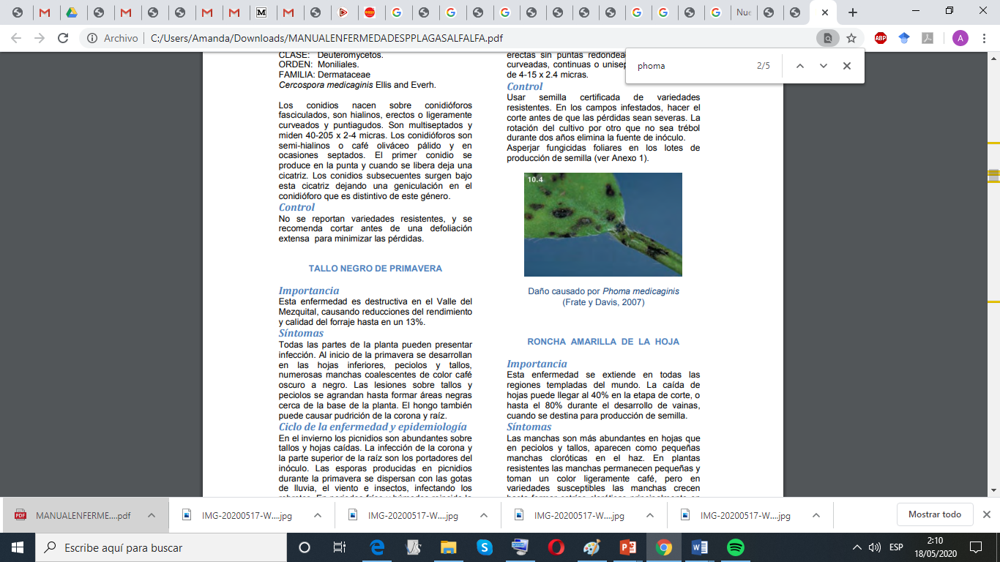 Nue
Archivo
C:/Users/Amanda/Downloads/MANUALENFERMEDADESPPLAGASALFALFA.pdf
ABP
A
phoma
2/5
CLASE: Deuteromycetos.
ORDEN: Moniliales.
FAMILIA: Dermataceae
Cercospora medicaginis Ellis and Everh.
Los conidios nacen sobre conidióforos
fasciculados, son hialinos, erectos o ligeramente
curveados y puntiagudos. Son multiseptados y
miden 40-205 x 2-4 micras. Los conidióforos son
semi-hialinos o café oliváceo pálido y en
ocasiones septados. El primer conidio se
produce en la punta y cuando se libera deja una
cicatriz. Los conidios subsecuentes surgen bajo
esta cicatriz dejando una geniculación en el
conidióforo que es distintivo de este género.
Control
No se reportan variedades resistentes, y se
recomenda cortar antes de una defoliación
extensa para minimizar las pérdidas.
TALLO NEGRO DE PRIMAVERA
Importancia
Esta enfermedad es destructiva en el Valle del
Mezquital, causando reducciones del rendimiento
y calidad del forraje hasta en un 13%.
Síntomas
Todas las partes de la planta pueden presentar
infección. Al inicio de la primavera se desarrollan
en las hojas inferiores, peciolos y tallos,
numerosas manchas coalescentes de color café
oscuro a negro. Las lesiones sobre tallos y
peciolos se agrandan hasta formar áreas negras
cerca de la base de la planta. El hongo también
puede causar pudrición de la corona y raíz.
Ciclo de la enfermedad y epidemiología
En el invierno los picnidios son abundantes sobre
tallos y hojas caídas. La infección de la corona y
la parte superior de la raíz son los portadores del
inóculo. Las esporas producidas en picnidios
durante la primavera se dispersan con las gotas
de lluvia, el viento e insectos, infectando los
erectas sin puntas
curveadas, continuas o
de 4-15 x 2.4 micras.
Control
Usar semilla certificada de variedades
resistentes. En los campos infestados, hacer el
corte antes de que las pérdidas sean severas. La
rotación del cultivo por otro que no sea trébol
durante dos años elimina la fuente de inóculo.
Asperjar fungicidas foliares en los lotes de
producción de semilla (ver Anexo 1).
10.4
Daño causado por Phoma medicaginis
(Frate y Davis, 2007)
RONCHA AMARILLA DE LA HOJA
Importancia
Esta enfermedad se extiende en todas las
regiones templadas del mundo. La caída de
hojas puede llegar al 40% en la etapa de corte, o
hasta el 80% durante el desarrollo de vainas,
cuando se destina para producción de semilla.
Síntomas
Las manchas son más abundantes en hojas que
en peciolos y tallos, aparecen como pequeñas
manchas cloróticas en el haz. En plantas
resistentes las manchas permanecen pequeñas y
toman un color ligeramente café, pero en
variedades susceptibles las manchas crecen
MANUALENFERME....pdf
IMG-20200517-W....jpg
IMG-20200517-W....jpg
IMG-20200517-W....jpg
IMG-20200517-W....jpg
Mostrar todo
Escribe aquí para buscar
ESP
2:10
18/05/2020